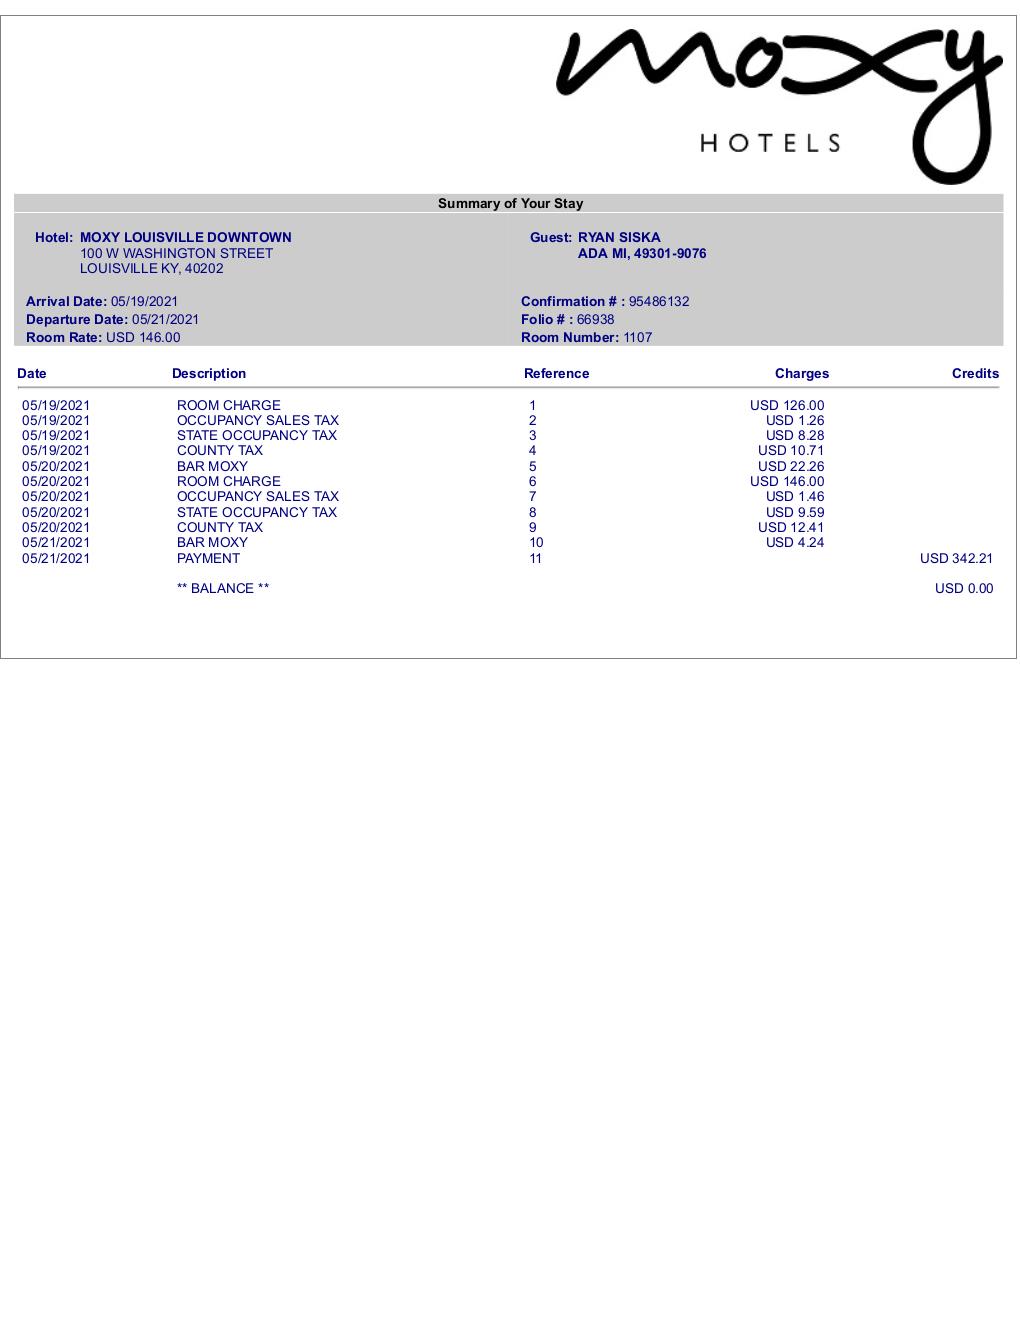 moxy
HOTELS
Summary of Your Stay
Hotel: MOXY LOUISVILLE DOWNTOWN Guest: RYAN SISKA
100 W WASHINGTON STREET ADA MI, 49301-9076
LOUISVILLE KY, 40202
Arrival Date: 05/19/2021 Confirmation # : 95486132
Departure Date: 05/21/2021 Folio # : 66938
Room Rate: USD 146.00 Room Number: 1107
Date Description Reference Charges Credits
05/19/2021 ROOM CHARGE 1 USD 126.00
05/19/2021 OCCUPANCY SALES TAX 2 USD 1.26
05/19/2021 STATE OCCUPANCY TAX 3 USD 8.28
05/19/2021 COUNTY TAX 4 USD 10.71
05/20/2021 BAR MOXY 5 USD 22.26
05/20/2021 ROOM CHARGE 6 USD 146.00
05/20/2021 OCCUPANCY SALES TAX 7 USD 1.46
05/20/2021 STATE OCCUPANCY TAX 8 USD 9.59
05/20/2021 COUNTY TAX 9 USD 12.41
05/21/2021 BAR MOXY 10 USD 4.24
05/21/2021 PAYMENT 11 USD 342.21
** BALANCE ** USD 0.00